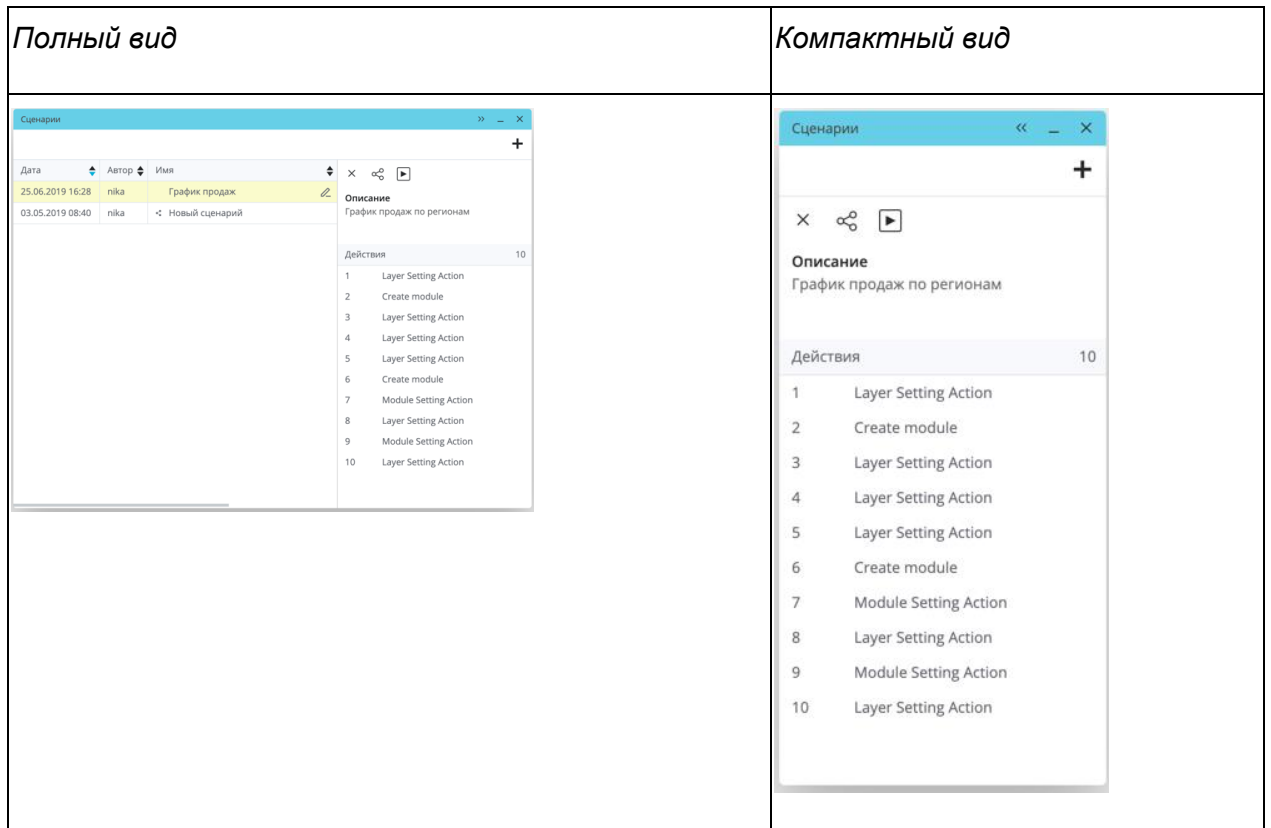 Полный вид
Компактный вид
Сценарии
Дата Автор Имя
25.06.2019 16:28 nika График продаж
03.05.2019 08:40 nika Новый сценарий
Описание
График продаж по регионам
Действия 10
1 Layer Setting Action
2 Create module
3 Layer Setting Action
4 Layer Setting Action
5 Layer Setting Action
6 Create module
7 Module Setting Action
8 Layer Setting Action
9 Module Setting Action
10 Layer Setting Action
Сценарии
Описание
График продаж по регионам
Действия 10
1 Layer Setting Action
2 Create module
3 Layer Setting Action
4 Layer Setting Action
5 Layer Setting Action
6 Create module
7 Module Setting Action
8 Layer Setting Action
9 Module Setting Action
10 Layer Setting Action